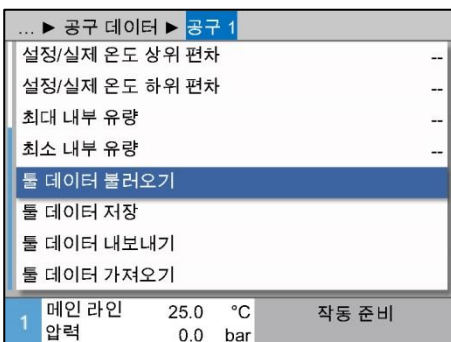 ... ► 공구 데이터 ► 공구 1
설정/실제 온도 상위 편차 --
설정/실제 온도 하위 편차 --
최대 내부 유량 --
최소 내부 유량 --
툴 데이터 불러오기
툴 데이터 저장
툴 데이터 내보내기
툴 데이터 가져오기
1 메인 라인 25.0 °C 작동 준비
압력 0.0 bar